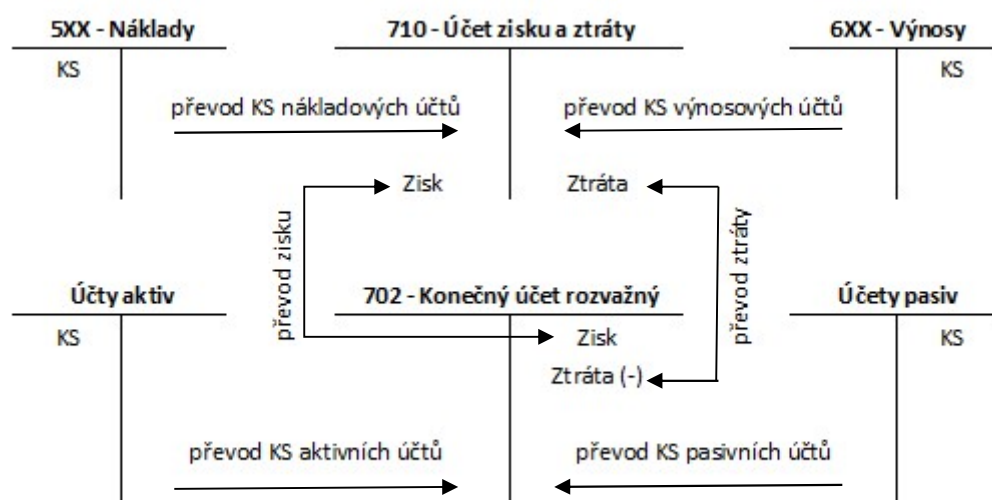 5XX - Náklady
710 - Účet zisku a ztráty
6XX - Výnosy
KS
KS
převod KS nákladových účtů
převod KS výnosových účtů
Zisk
Ztráta
převod zisku
převod ztráty
Účty aktiv
702 - Konečný účet rozvažný
Účety pasiv
KS
Zisk
KS
Ztráta (-)
převod KS aktivních účtů
převod KS pasivních účtů